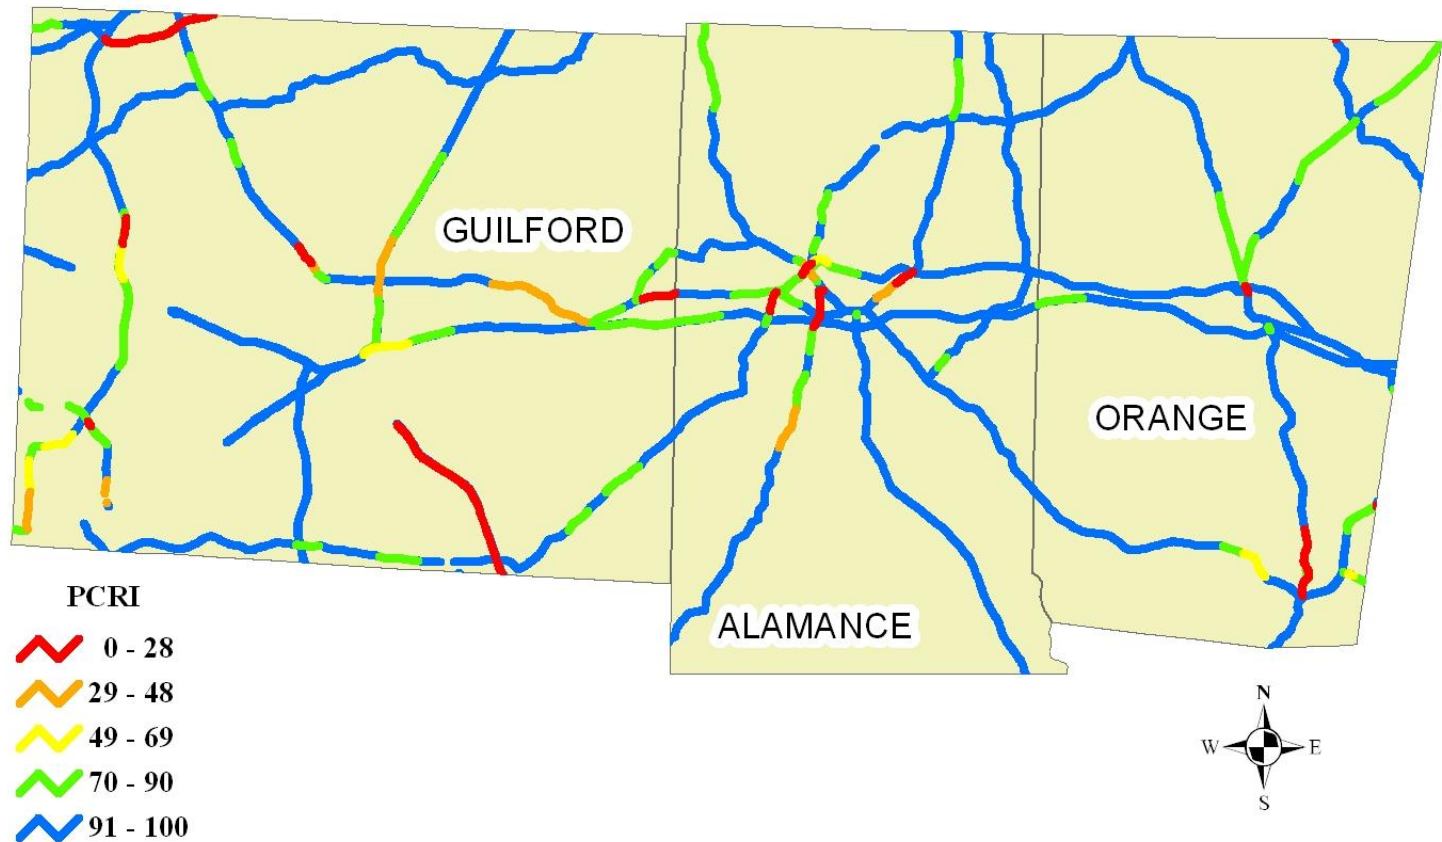 GUILFORD
ORANGE
ALAMANCE
PCRI
0 - 28
29 - 48
49 - 69
70 - 90
91 - 100
N
W E
S